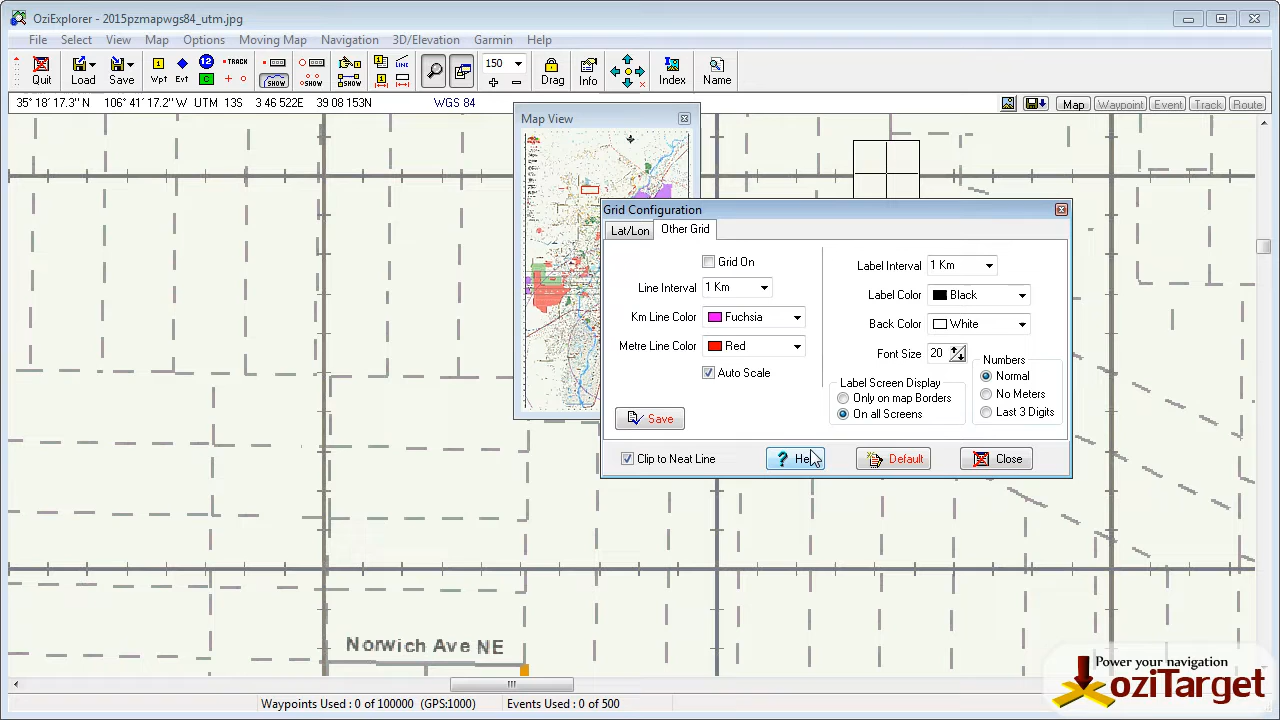 OziExplorer - 2015pzmapwgs84_utm.jpg
File Select View Map Options Renaming Map Navigation 3D/Elevation Garmin Help
Quit Load Save Wpt Evt 12 C TRACK SHOW SHOW SHOW 150 Drag Info Index Name
35° 18' 17.3" N 106° 41' 17.2" W UTM 13S 3 46 522E 39 08 153N WGS 84 Map Waypoint Event Track Route
Map View
Grid Configuration
Lat/Lon Other Grid
Grid On
Line Interval 1 Km
Km Line Color Fuchsia
Metre Line Color Red
Auto Scale
Save
Label Interval 1 Km
Label Color Black
Back Color White
Font Size 20
Label Screen Display
Only on map Borders
On all Screens
Numbers
Normal
No Meters
Last 3 Digits
Clip to Neat Line
? Hel
Default
Close
Norwich Ave NE
Power your navigation
oziTarget
Waypoints Used : of 100000 (GPS:1000) Events Used : 0 of 500